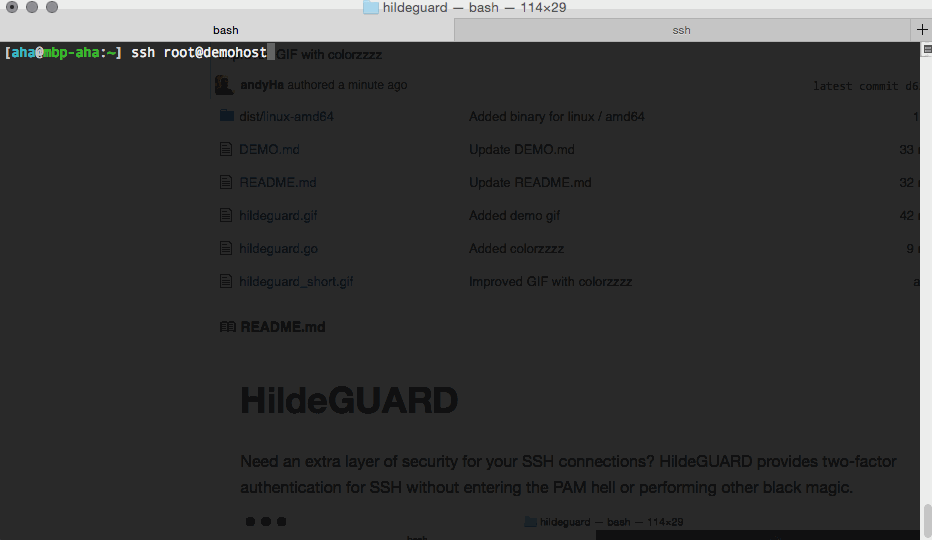 hildeguard — bash — 114×29
bash
ssh
[aha@mbp-aha:~] ssh root@demohost
GIF with colorzzzz
andyHa authored a minute ago
latest commit d6
dist/linux-amd64 Added binary for linux / amd64 1
DEMO.md Update DEMO.md 33
README.md Update README.md 32
hildeguard.gif Added demo gif 42
hildeguard.go Added colorzzzz 9
hildeguard_short.gif Improved GIF with colorzzzz a
README.md
HildeGUARD
Need an extra layer of security for your SSH connections? HildeGUARD provides two-factor
authentication for SSH without entering the PAM hell or performing other black magic.
hildeguard — bash — 114×29
bash